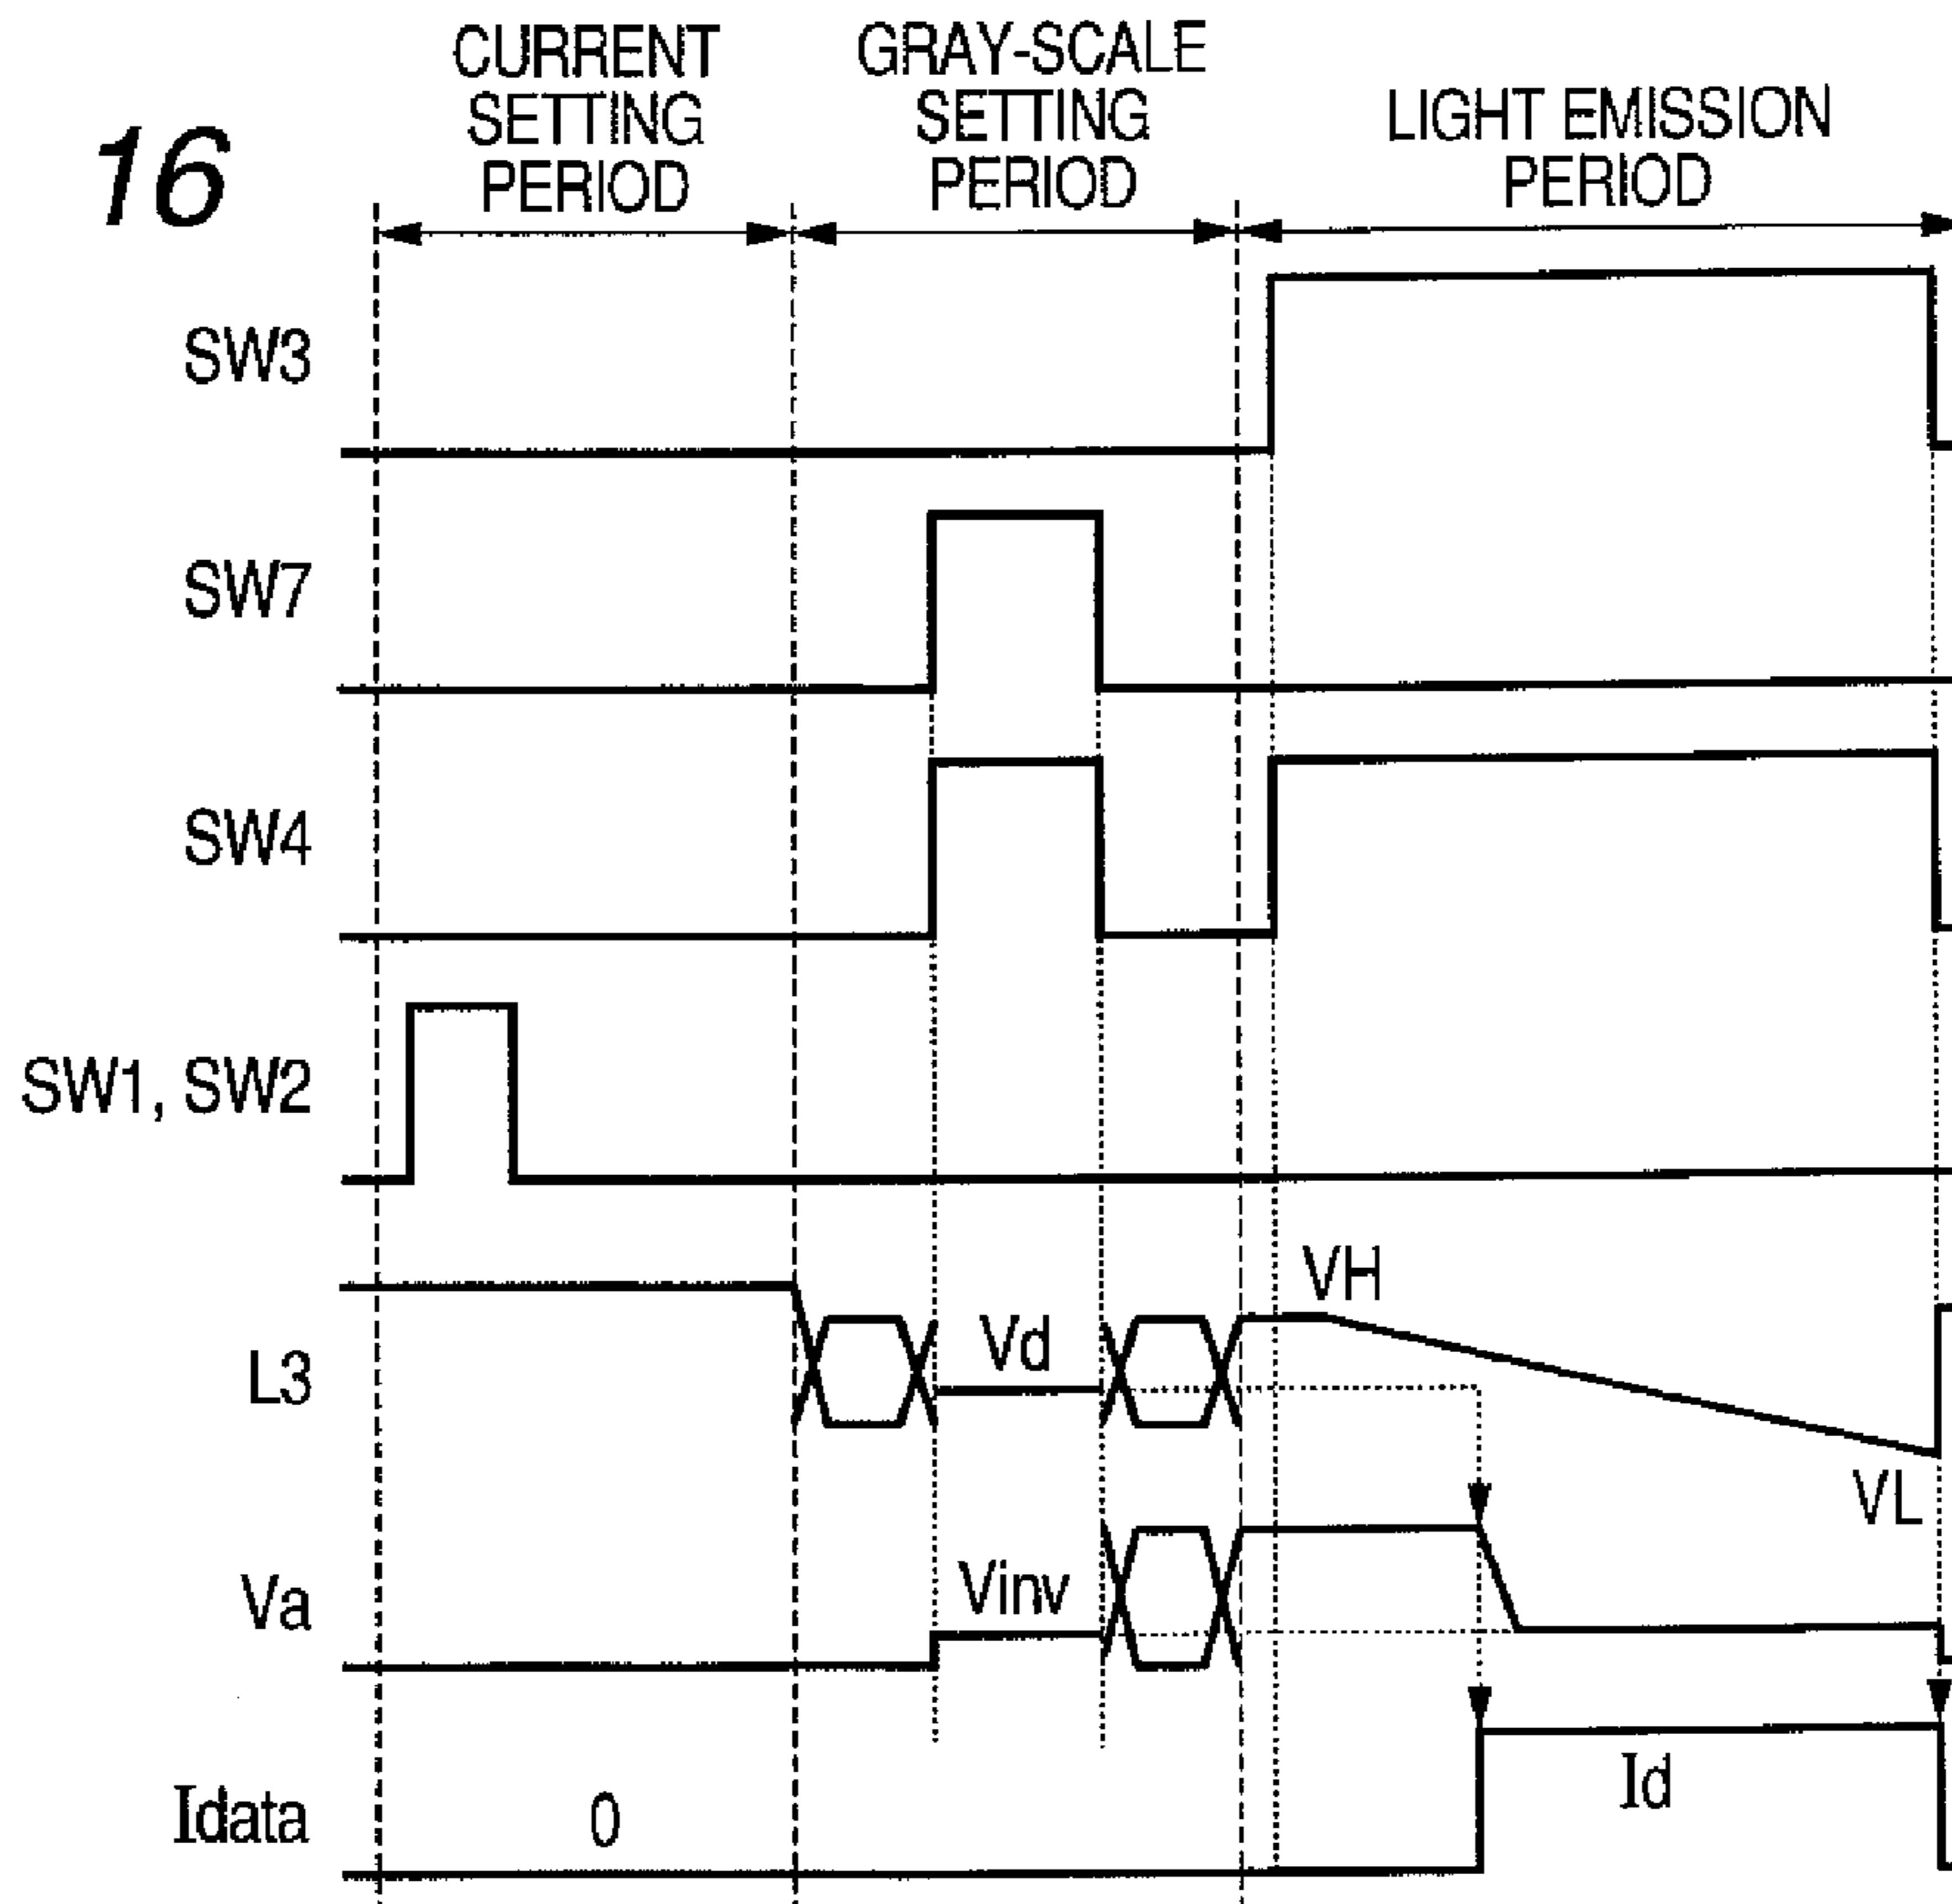 16
CURRENT
SETTING
PERIOD
GRAY-SCALE
SETTING
PERIOD
LIGHT EMISSION
PERIOD
SW3
SW7
SW4
SW1, SW2
L3
Vd
VH
VL
Va
Vinv
Idata
0
Id